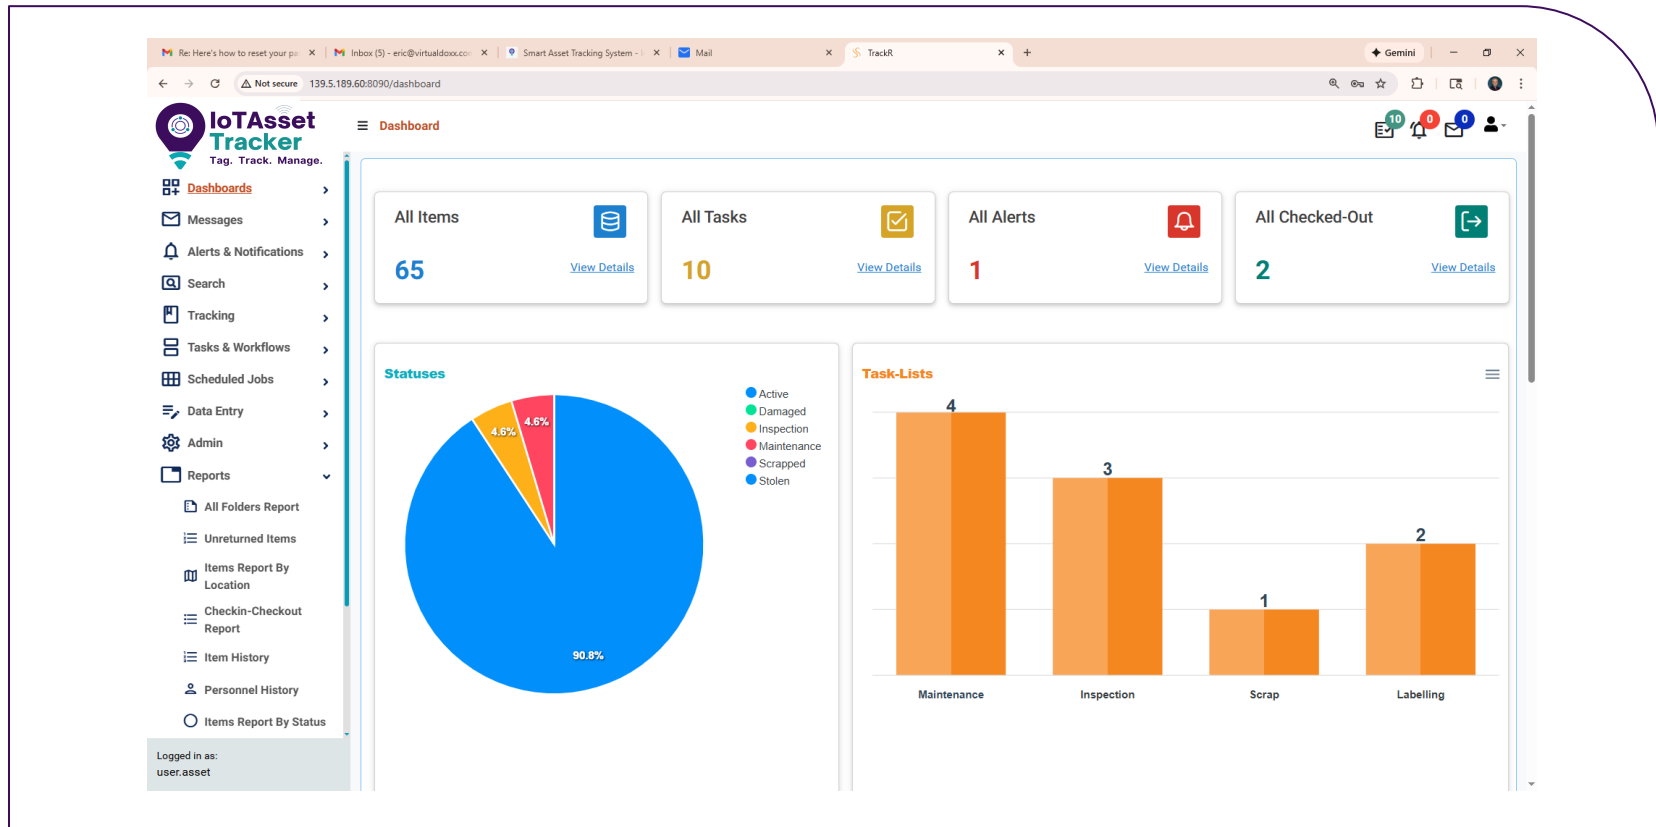 Re: Here's how to reset your pa
Inbox (5) - eric@virtualdoxx.con
Smart Asset Tracking System -
Mail
TrackR
Gemini
Not secure
139.5.189.60:8090/dashboard
IoTAsset
Tracker
Tag. Track. Manage.
Dashboard
10
0
0
Dashboards
Messages
Alerts & Notifications
Search
Tracking
Tasks & Workflows
Scheduled Jobs
Data Entry
Admin
Reports
All Folders Report
Unreturned Items
Items Report By
Location
Checkin-Checkout
Report
Item History
Personnel History
Items Report By Status
Logged in as:
user.asset
All Items
65
View Details
All Tasks
10
View Details
All Alerts
1
View Details
All Checked-Out
2
View Details
Statuses
4.6%
4.6%
90.8%
Active
Damaged
Inspection
Maintenance
Scrapped
Stolen
Task-Lists
4
3
1
2
Maintenance
Inspection
Scrap
Labelling